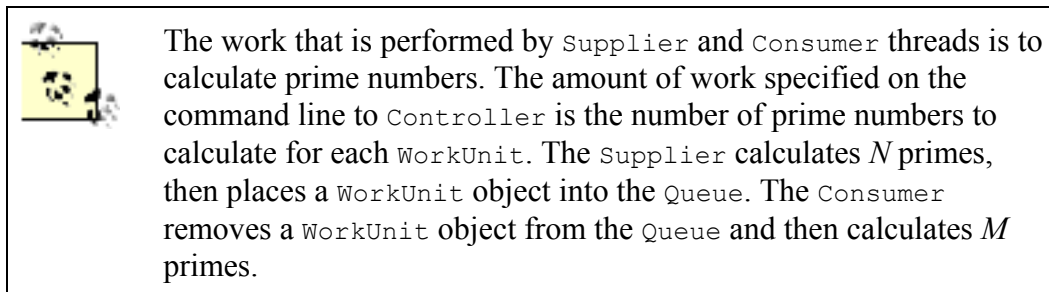 The work that is performed by Supplier and Consumer threads is to
calculate prime numbers. The amount of work specified on the
command line to Controller is the number of prime numbers to
calculate for each WorkUnit. The Supplier calculates N primes,
then places a WorkUnit object into the Queue. The Consumer
removes a WorkUnit object from the Queue and then calculates M
primes.